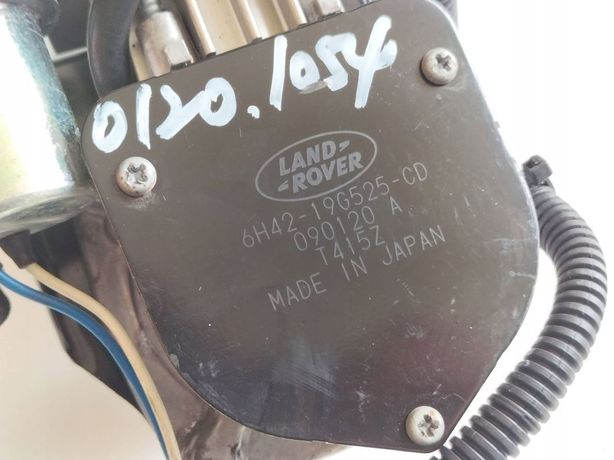 0120.1054
LAND-
-ROVER
6H42-19G525-CD
090120 A
T415Z
MADE IN JAPAN